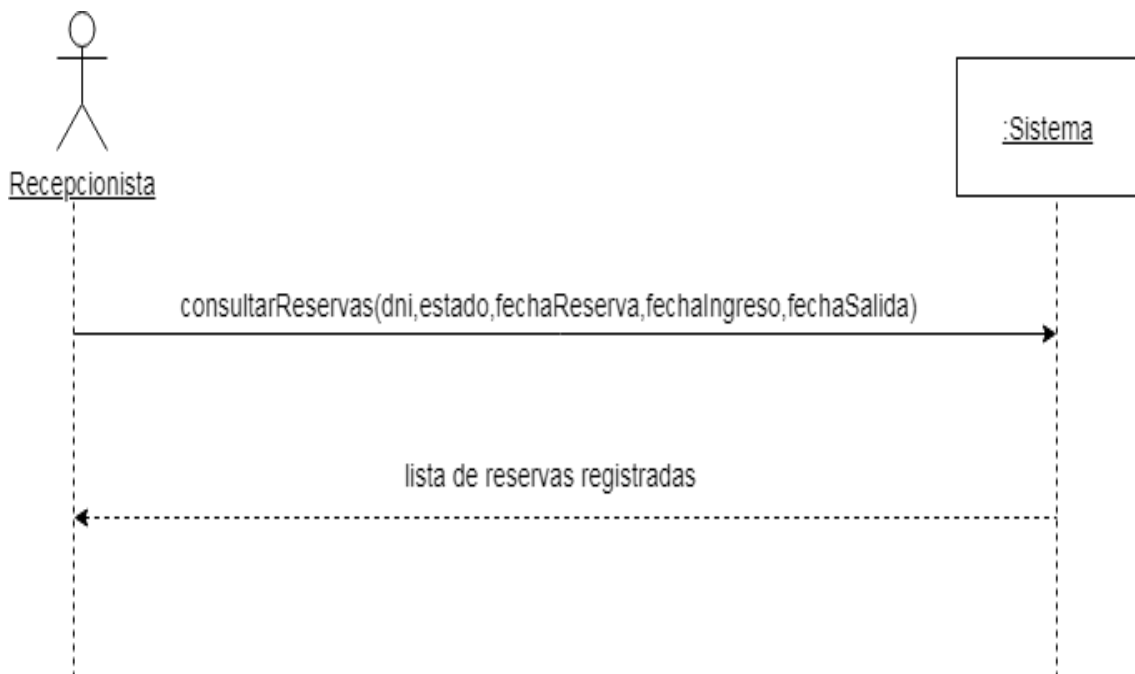 :Sistema
Recepcionista
consultarReservas(dni,estado,fechaReserva,fechaIngreso,fechaSalida)
lista de reservas registradas